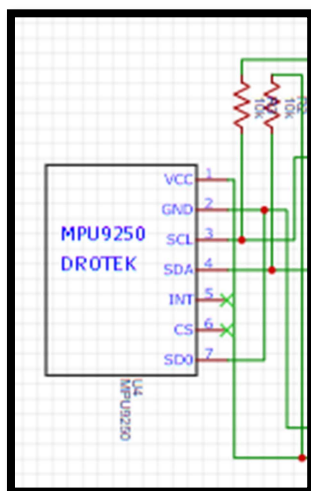 10k
10k
VCC 1
GND 2
MPU9250
SCL 3
DROTEK
SDA 4
INT 5
CS 6
SDO 7
U4
MPU9250